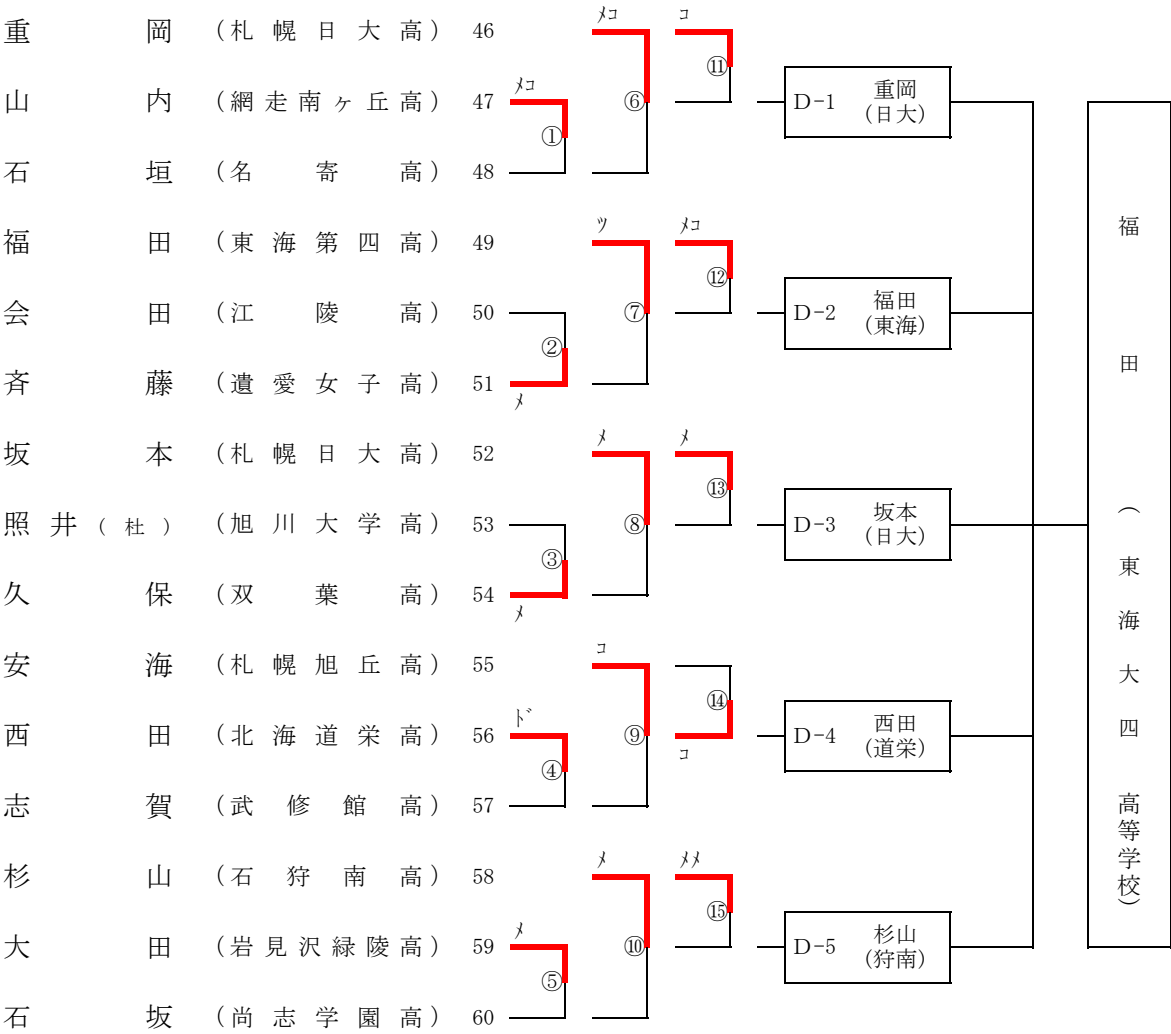 重岡 (札幌日大高) 46 ﾒｺ ｺ
⑪
山内 (網走南ヶ丘高) 47 ﾒｺ ⑥ D-1 重岡 (日大)
①
石垣 (名寄高) 48
福田 (東海第四高) 49 ﾂ ﾒｺ
⑫
会田 (江陵高) 50 ⑦ D-2 福田 (東海)
②
斉藤 (遺愛女子高) 51 ﾒ
坂本 (札幌日大高) 52 ﾒ ﾒ
⑬
照井(杜) (旭川大学高) 53 ⑧ D-3 坂本 (日大)
③
久保 (双葉高) 54 ﾒ
安海 (札幌旭丘高) 55 ｺ
⑭
西田 (北海道栄高) 56 ﾄﾞ ⑨ ｺ D-4 西田 (道栄)
④
志賀 (武修館高) 57
杉山 (石狩南高) 58 ﾒ ﾒﾒ
⑮
大田 (岩見沢緑陵高) 59 ﾒ ⑩ D-5 杉山 (狩南)
⑤
石坂 (尚志学園高) 60
福田 (東海大四高等学校)